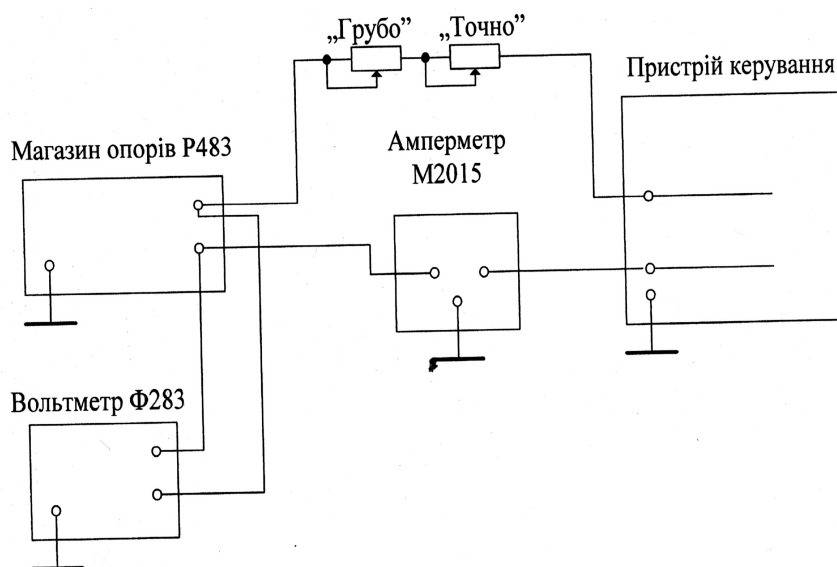 „Грубо” „Точно”
Пристрій керування
Магазин опорів Р483
Амперметр
М2015
Вольтметр Ф283